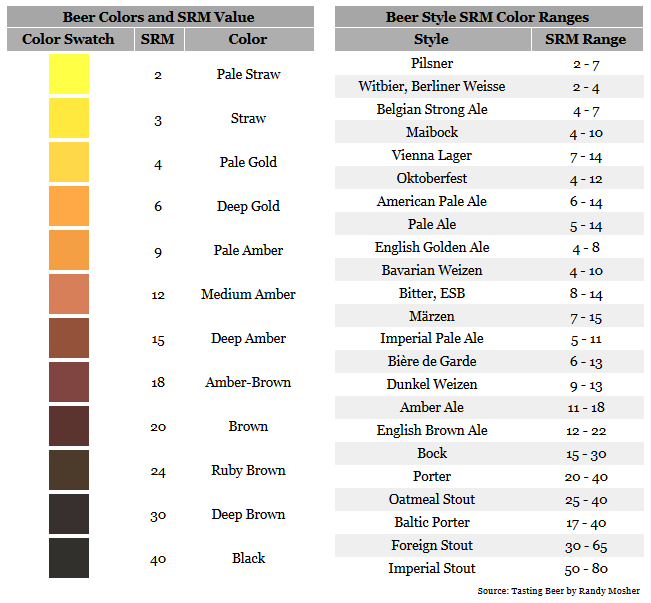 Beer Colors and SRM Value
Color Swatch SRM Color
2 Pale Straw
3 Straw
4 Pale Gold
6 Deep Gold
9 Pale Amber
12 Medium Amber
15 Deep Amber
18 Amber-Brown
20 Brown
24 Ruby Brown
30 Deep Brown
40 Black
Beer Style SRM Color Ranges
Style SRM Range
Pilsner 2 - 7
Witbier, Berliner Weisse 2 - 4
Belgian Strong Ale 4 - 7
Maibock 4 - 10
Vienna Lager 7 - 14
Oktoberfest 4 - 12
American Pale Ale 6 - 14
Pale Ale 5 - 14
English Golden Ale 4 - 8
Bavarian Weizen 4 - 10
Bitter, ESB 8 - 14
Märzen 7 - 15
Imperial Pale Ale 5 - 11
Bière de Garde 6 - 13
Dunkel Weizen 9 - 13
Amber Ale 11 - 18
English Brown Ale 12 - 22
Bock 15 - 30
Porter 20 - 40
Oatmeal Stout 25 - 40
Baltic Porter 17 - 40
Foreign Stout 30 - 65
Imperial Stout 50 - 80
Source: Tasting Beer by Randy Mosher